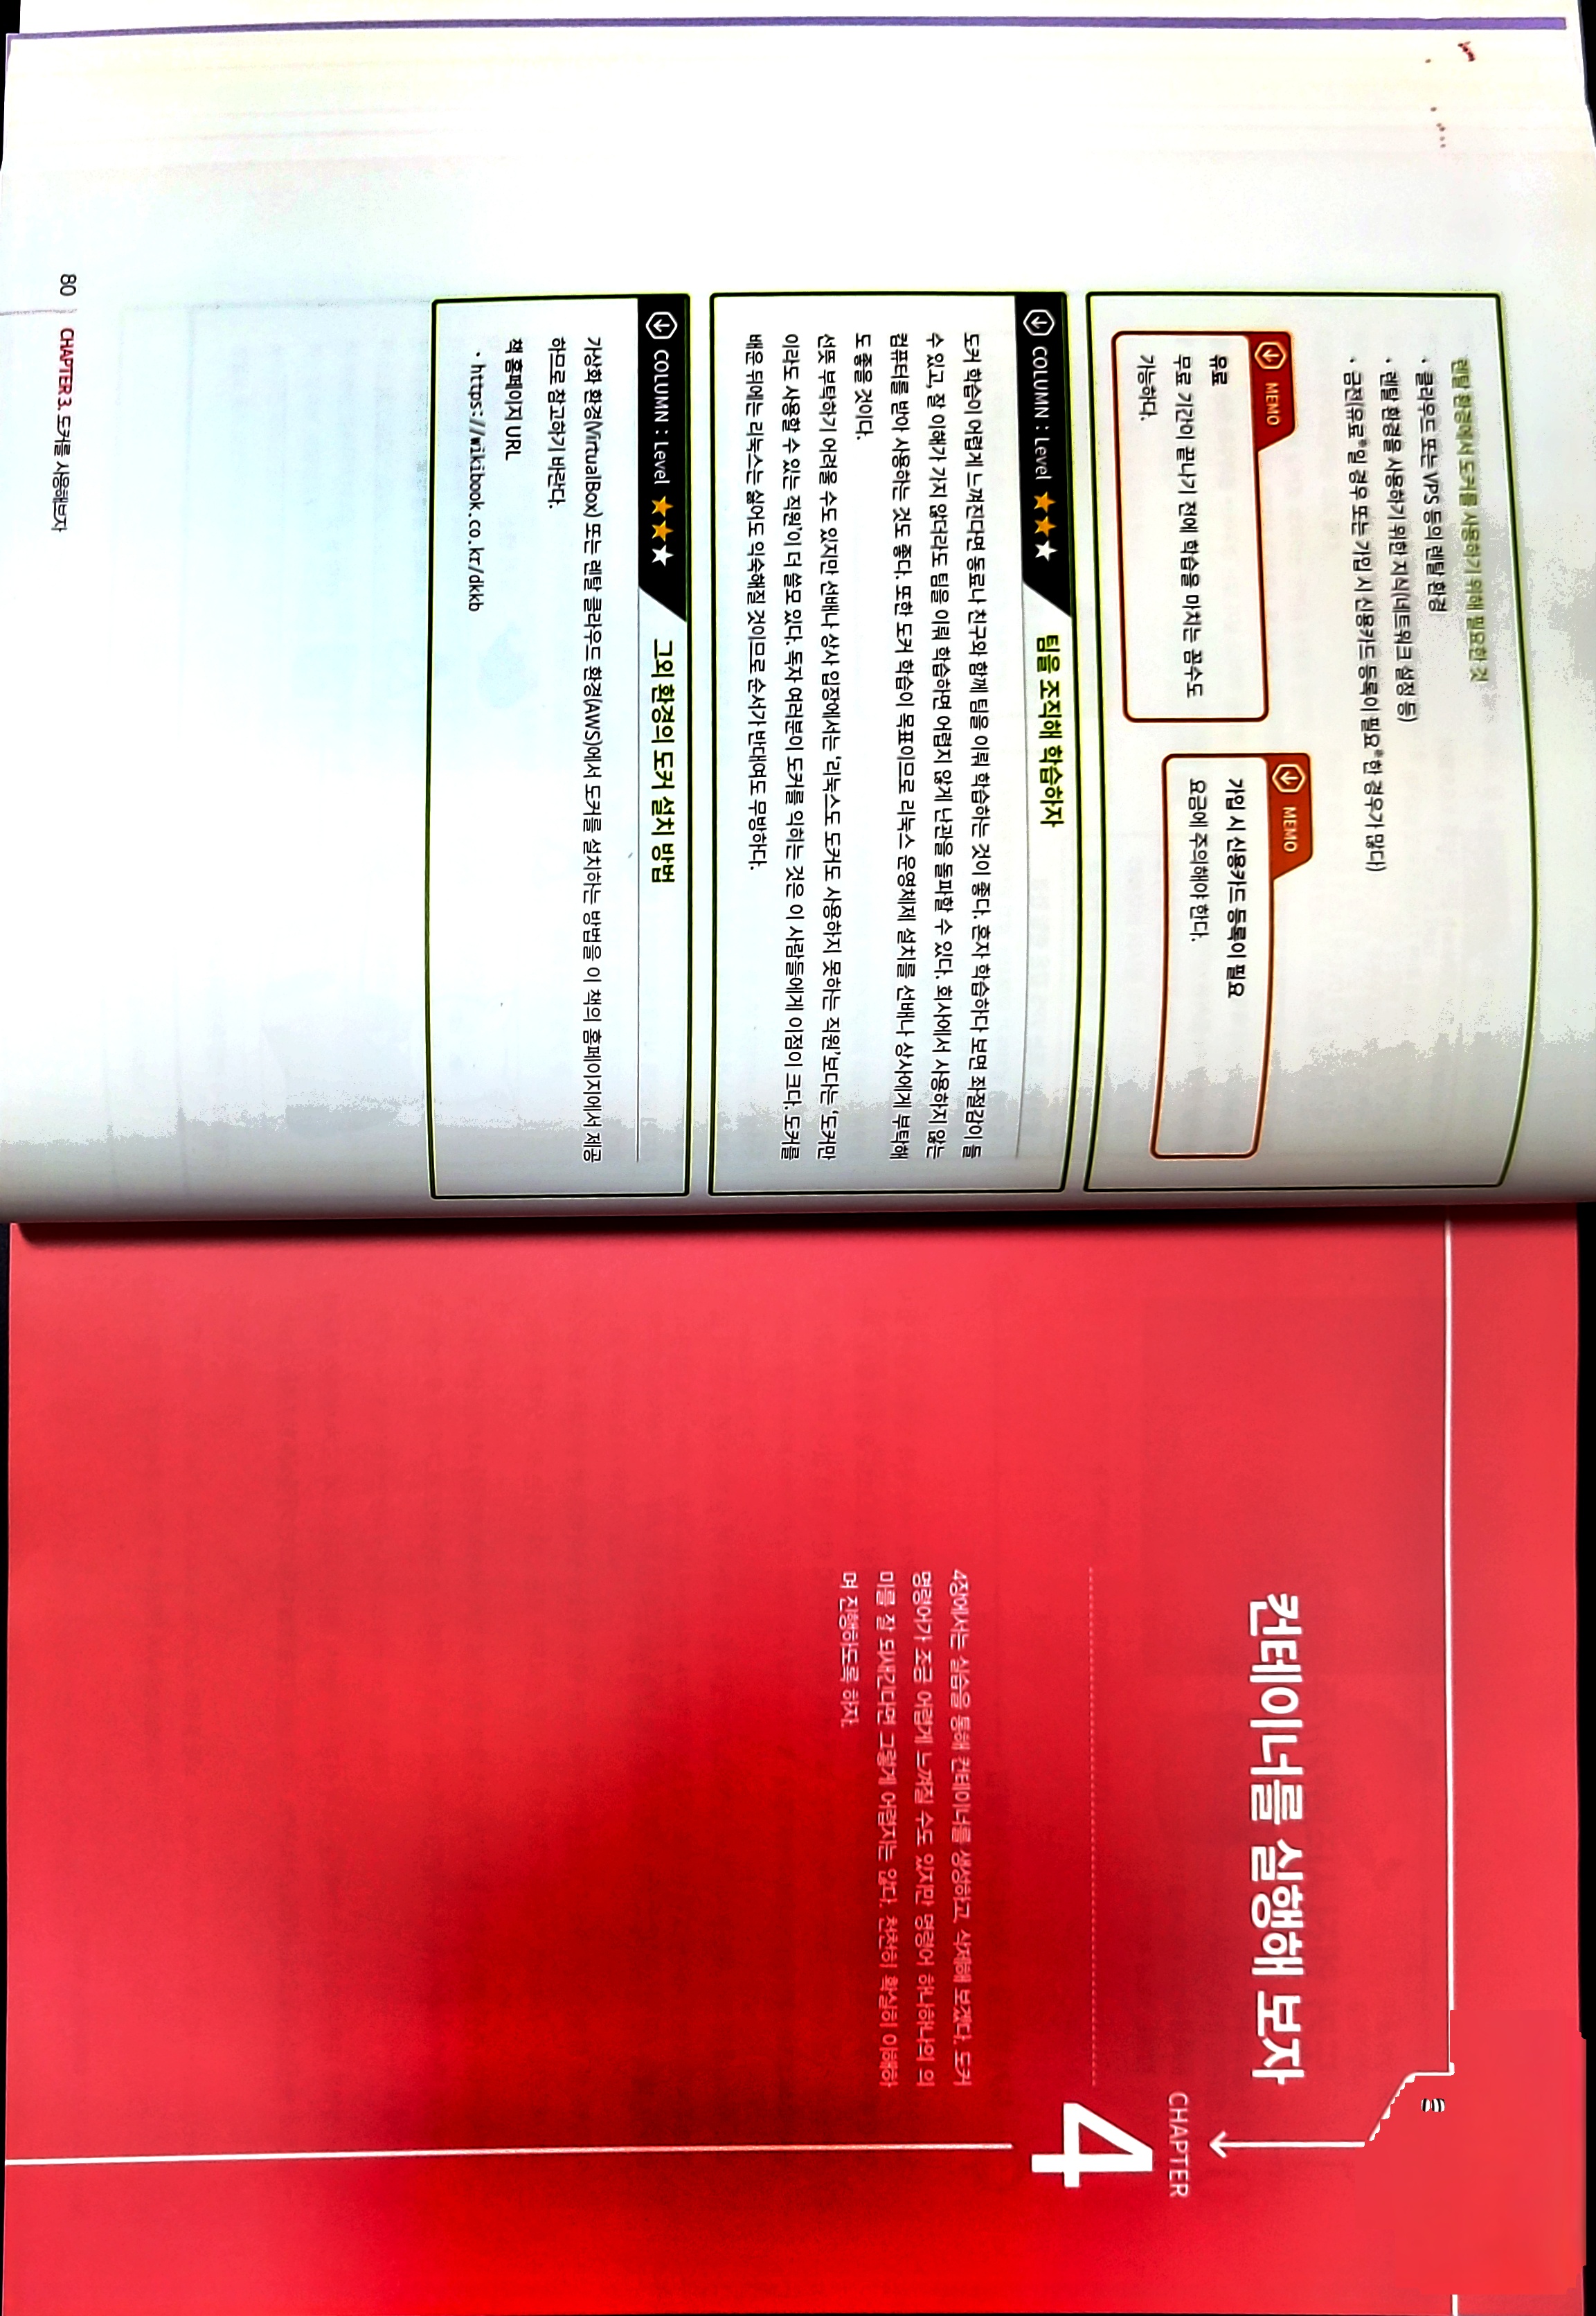 렌탈 환경에서 도커를 사용하기 위해 필요한 것
· 클라우드 또는 VPS 등의 렌탈 환경
· 렌탈 환경을 사용하기 위한 지식(네트워크 설정 등)
· 금전(유료※일 경우 또는 가입 시 신용카드 등록이 필요※한 경우가 많다)
MEMO
유료
무료 기간이 끝나기 전에 학습을 마치는 꼼수도
가능하다.
MEMO
가입 시 신용카드 등록이 필요
요금에 주의해야 한다.
COLUMN : Level ★★★ 팀을 조직해 학습하자
도커 학습이 어렵게 느껴진다면 동료나 친구와 함께 팀을 이뤄 학습하는 것이 좋다. 혼자 학습하다 보면 좌절감이 들
수 있고, 잘 이해가 가지 않더라도 팀을 이뤄 학습하면 어렵지 않게 난관을 돌파할 수 있다. 회사에서 사용하지 않는
컴퓨터를 받아 사용하는 것도 좋다. 또한 도커 학습이 목표이므로 리눅스 운영체제 설치를 선배나 상사에게 부탁해
도 좋을 것이다.
선뜻 부탁하기 어려울 수도 있지만 선배나 상사 입장에서는 ‘리눅스도 도커도 사용하지 못하는 직원’보다는 ‘도커만
이라도 사용할 수 있는 직원’이 더 쓸모 있다. 독자 여러분이 도커를 익히는 것은 이 사람들에게 이점이 크다. 도커를
배운 뒤에는 리눅스는 싫어도 익숙해질 것이므로 순서가 반대여도 무방하다.
COLUMN : Level ★★★ 그외 환경의 도커 설치 방법
가상화 환경(VirtualBox) 또는 렌탈 클라우드 환경(AWS)에서 도커를 설치하는 방법을 이 책의 홈페이지에서 제공
하므로 참고하기 바란다.
책 홈페이지 URL
· https://wikibook.co.kr/dkkb
80 CHAPTER 3. 도커를 사용해보자
컨테이너를 실행해 보자
CHAPTER
4
4장에서는 실습을 통해 컨테이너를 생성하고, 삭제해 보겠다. 도커
명령어가 조금 어렵게 느껴질 수도 있지만 명령어 하나하나의 의
미를 잘 되새긴다면 그렇게 어렵지는 않다. 천천히 확실히 이해하
며 진행하도록 하자.